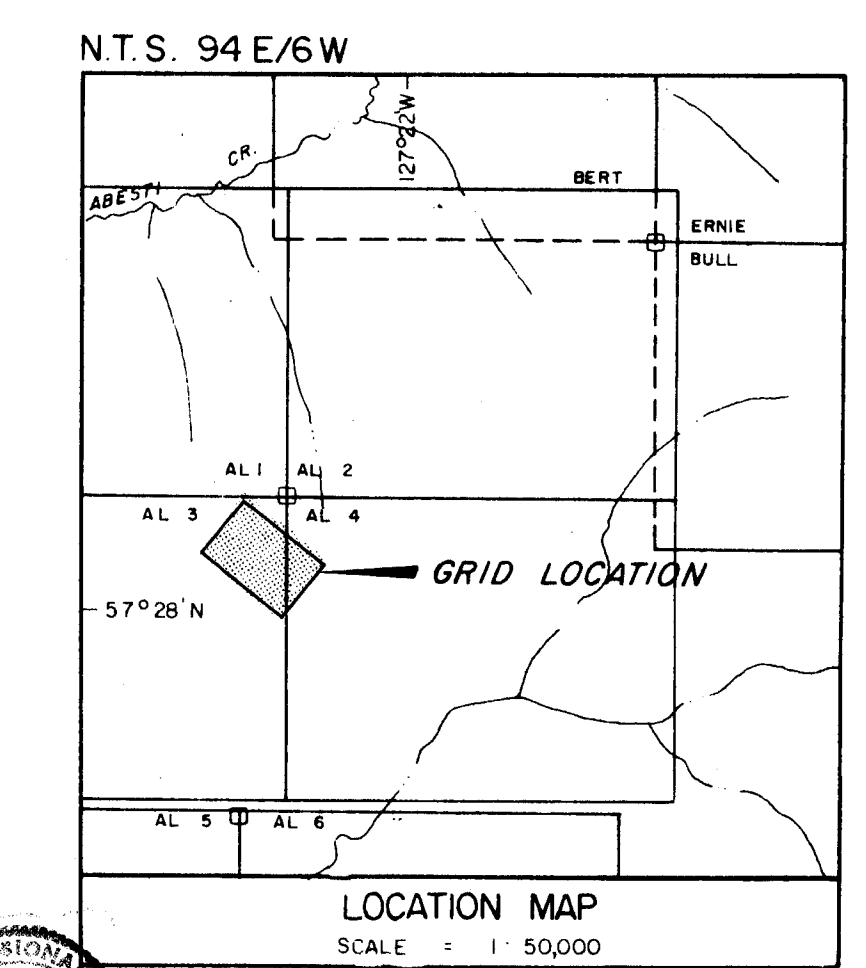 N.T.S. 94 E/6W
127°22'W
CR.
ABESTI
BERT
ERNIE
BULL
AL 1 AL 2
AL 3 AL 4
GRID LOCATION
57°28'N
AL 5 AL 6
LOCATION MAP
SCALE = 1 : 50,000